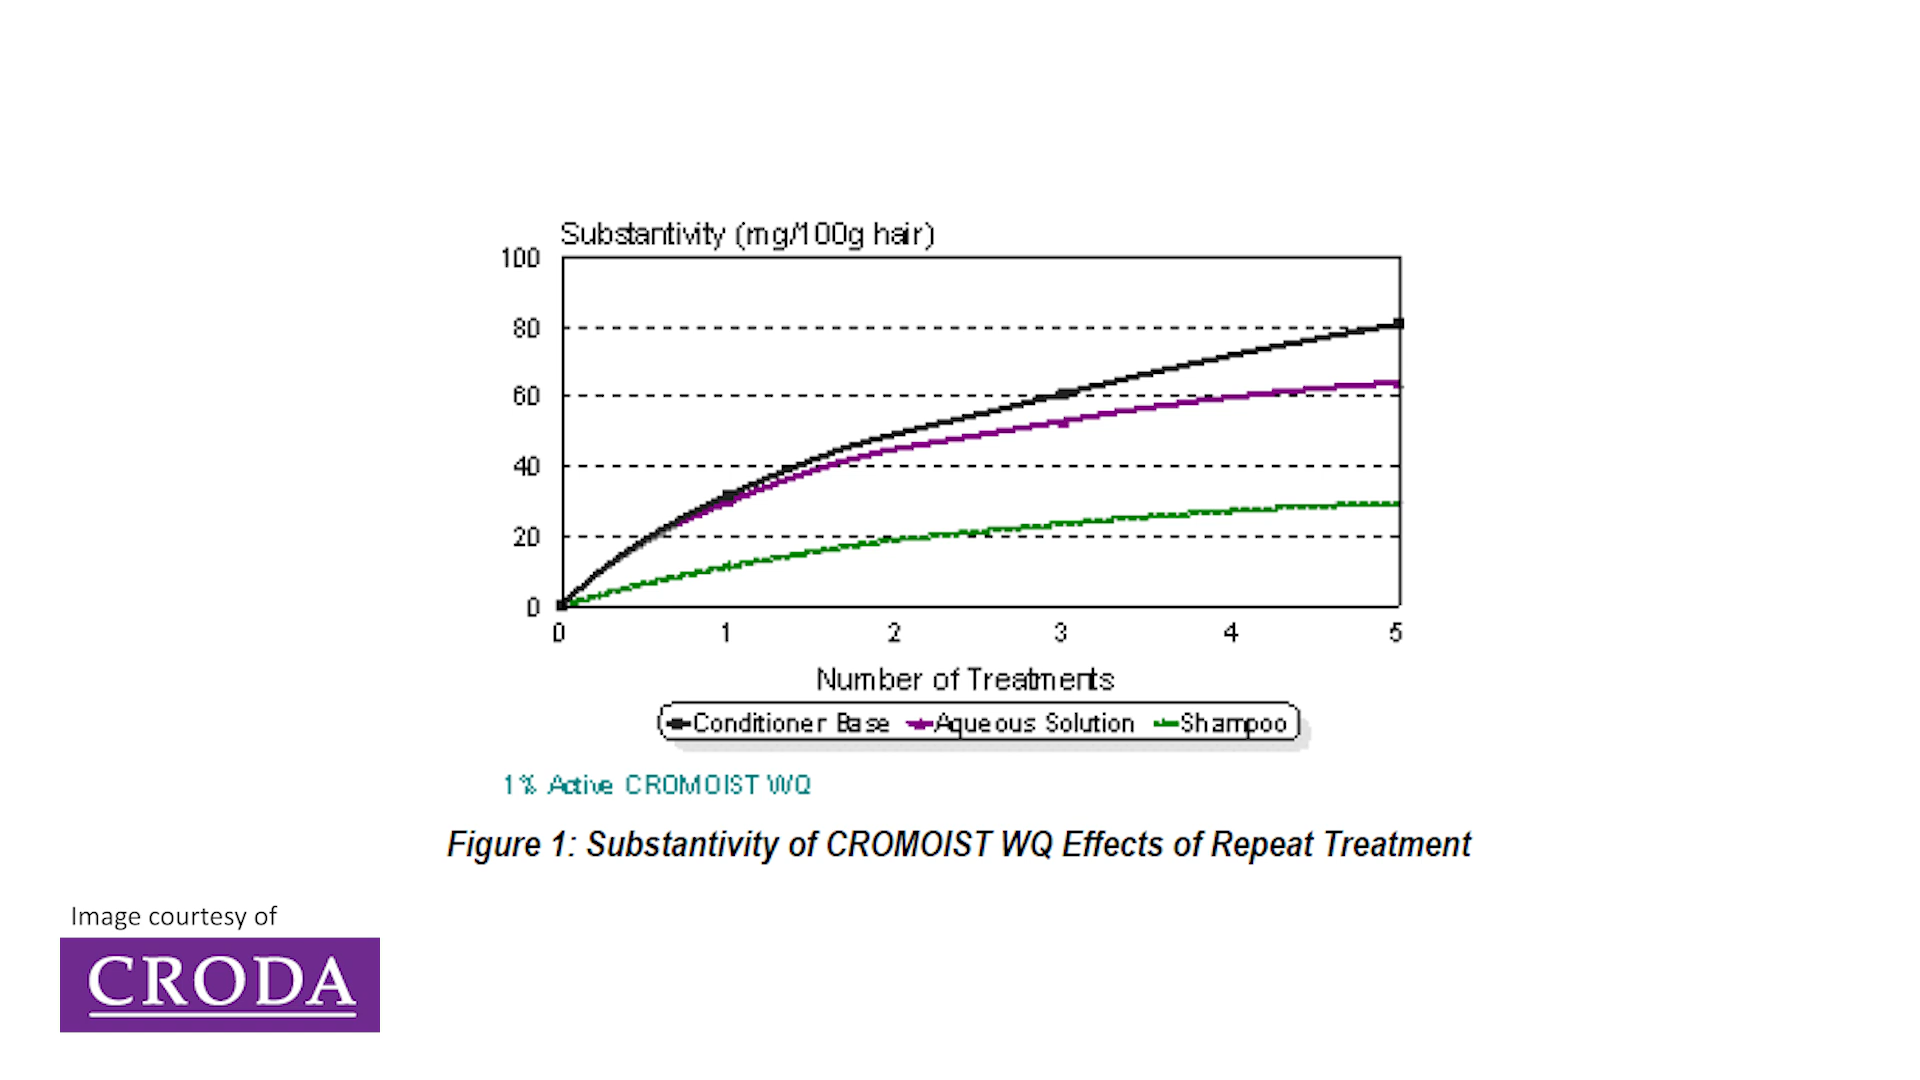 Substantivity (mg/100g hair)
100
80
60
40
20
0
0 1 2 3 4 5
Number of Treatments
Conditioner Base Aqueous Solution Shampoo
1% Active CROMOIST WQ
Figure 1: Substantivity of CROMOIST WQ Effects of Repeat Treatment
Image courtesy of
CRODA